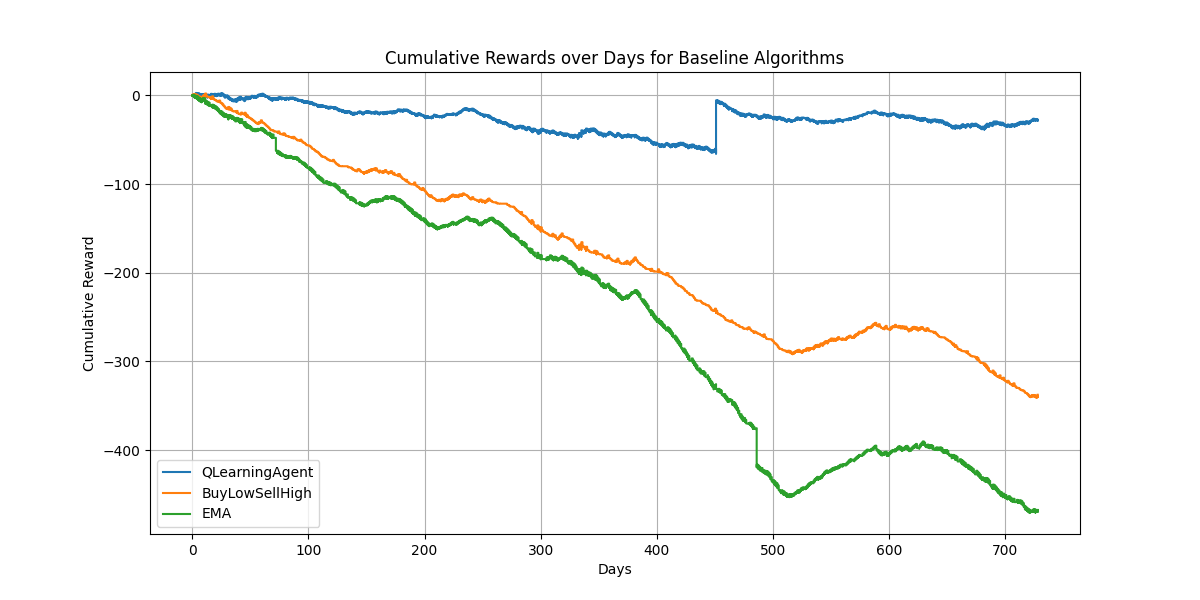 Cumulative Rewards over Days for Baseline Algorithms
Cumulative Reward
0
−100
−200
−300
−400
QLearningAgent
BuyLowSellHigh
EMA
0 100 200 300 400 500 600 700
Days